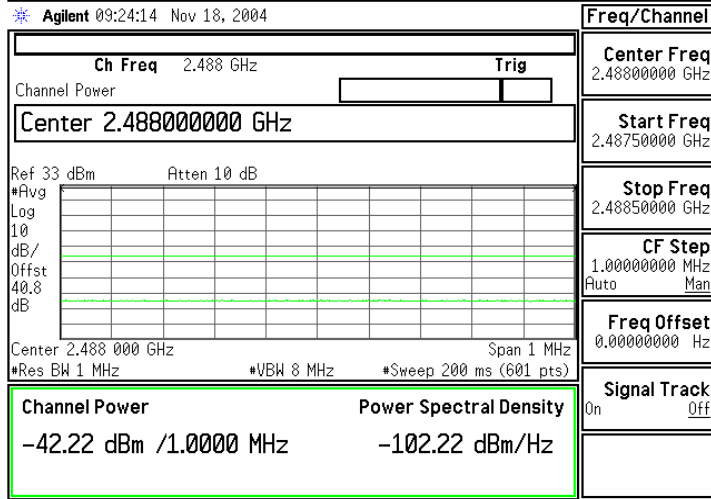 Agilent 09:24:14 Nov 18, 2004
Freq/Channel
Ch Freq 2.488 GHz Trig
Channel Power
Center 2.488000000 GHz
Ref 33 dBm Atten 10 dB
#Avg
Log
10
dB/
Offst
40.8
dB
Center 2.488 000 GHz Span 1 MHz
#Res BW 1 MHz #VBW 8 MHz #Sweep 200 ms (601 pts)
Channel Power Power Spectral Density
-42.22 dBm /1.0000 MHz -102.22 dBm/Hz
Center Freq
2.48800000 GHz
Start Freq
2.48750000 GHz
Stop Freq
2.48850000 GHz
CF Step
1.00000000 MHz
Auto Man
Freq Offset
0.00000000 Hz
Signal Track
On Off